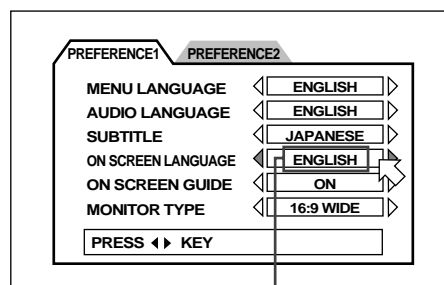 PREFERENCE1 PREFERENCE2
MENU LANGUAGE ENGLISH
AUDIO LANGUAGE ENGLISH
SUBTITLE JAPANESE
ON SCREEN LANGUAGE ENGLISH
ON SCREEN GUIDE ON
MONITOR TYPE 16:9 WIDE
PRESS KEY